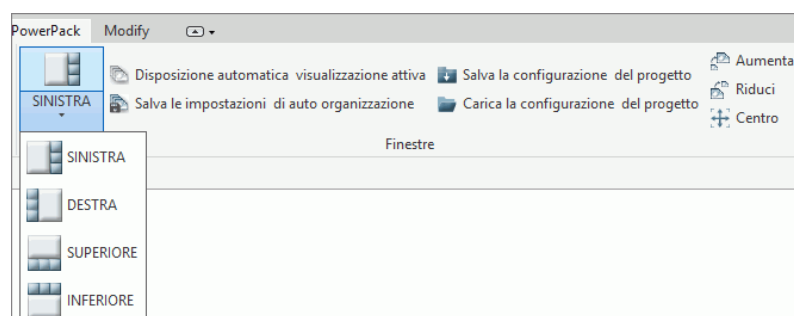 PowerPack Modify
SINISTRA
Disposizione automatica visualizzazione attiva
Salva le impostazioni di auto organizzazione
Salva la configurazione del progetto
Carica la configurazione del progetto
Aumenta
Riduci
Centro
Finestre
SINISTRA
DESTRA
SUPERIORE
INFERIORE